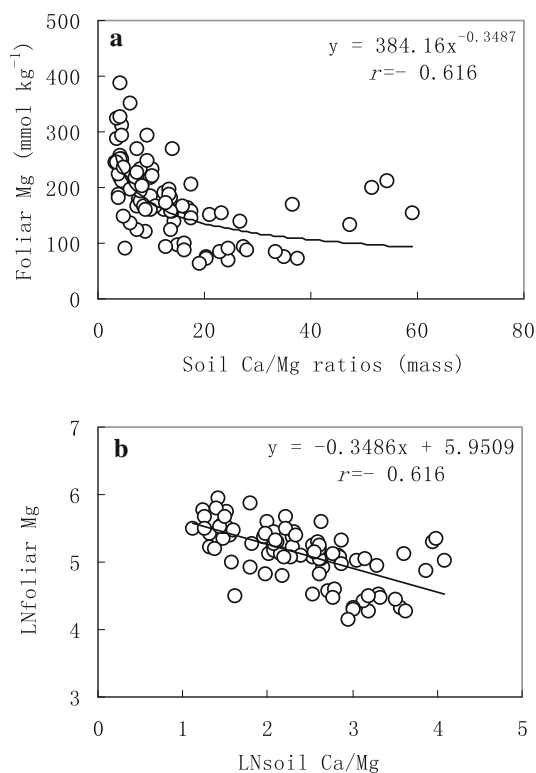 500
a
y = 384.16x^-0.3487
r=- 0.616
400
300
200
100
0
Foliar Mg (mmol kg^-1)
0 20 40 60 80
Soil Ca/Mg ratios (mass)
7
b
y = -0.3486x + 5.9509
r=- 0.616
6
5
4
3
LNfoliar Mg
0 1 2 3 4 5
LNsoil Ca/Mg